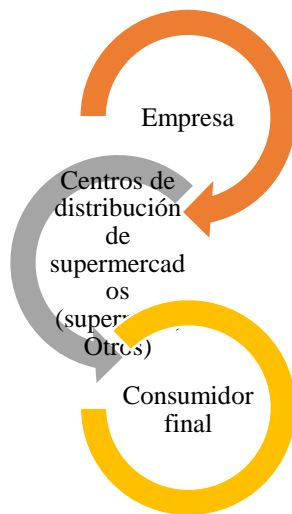 Empresa
Centros de
distribución
de
supermercad
os
Otros)
Consumidor
final